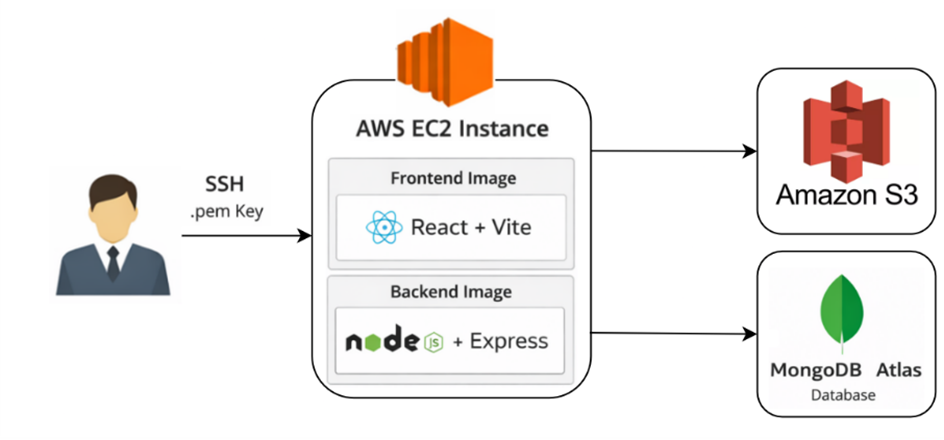 SSH
.pem Key
AWS EC2 Instance
Frontend Image
React + Vite
Backend Image
node JS + Express
Amazon S3
MongoDB Atlas
Database